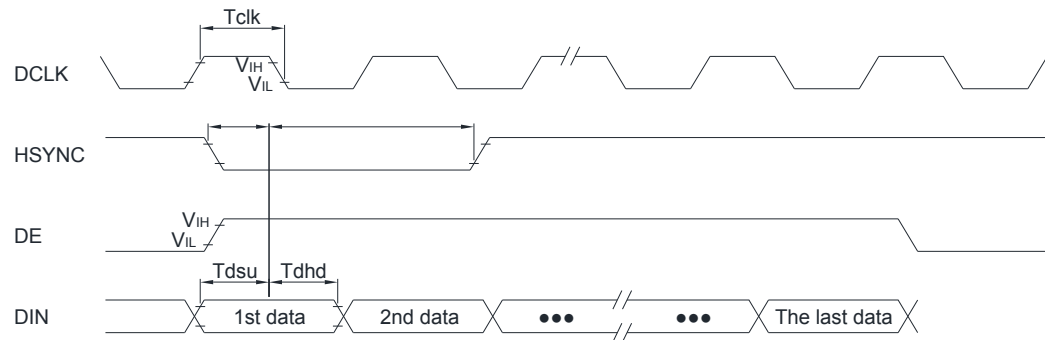 Tclk
DCLK
VIH
VIL
HSYNC
DE
VIH
VIL
Tdsu
Tdhd
DIN
1st data
2nd data
●●●
●●●
The last data